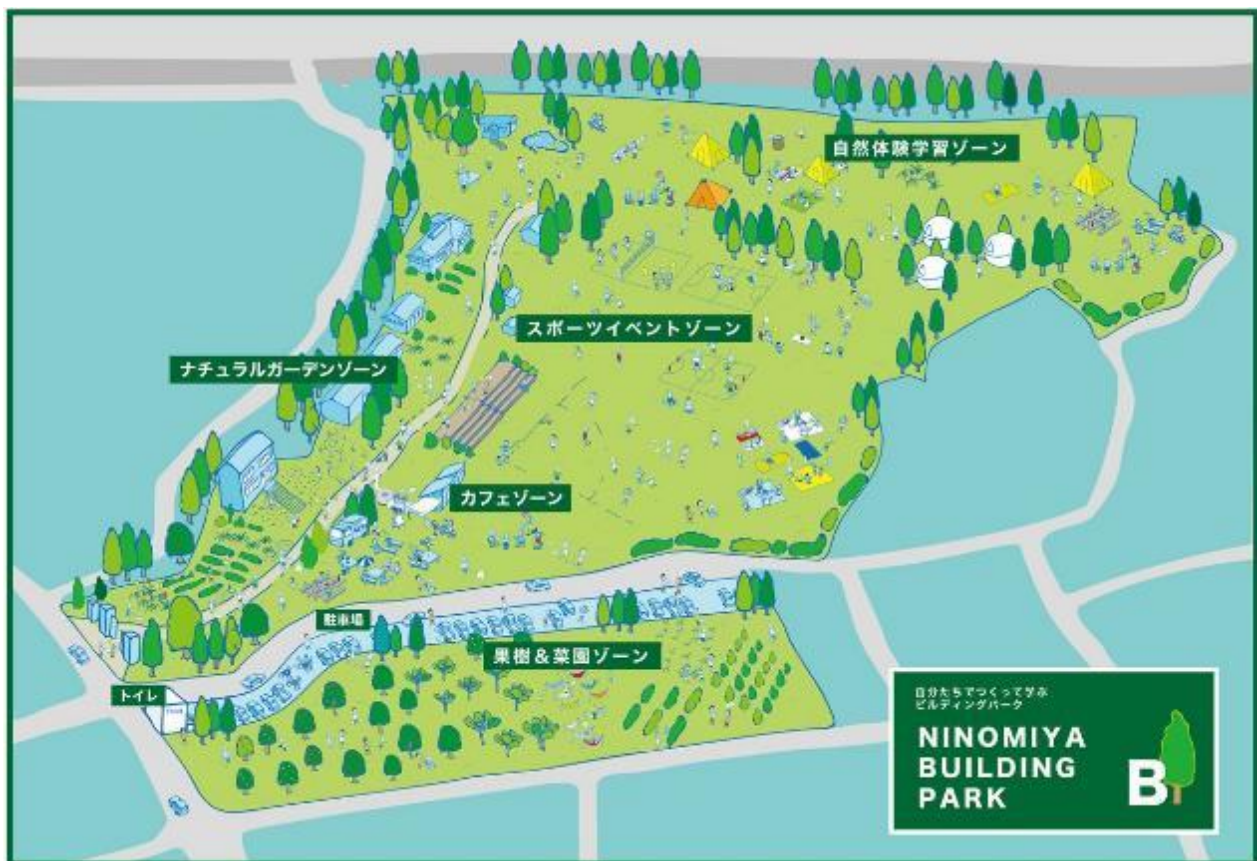 自然体験学習ゾーン
スポーツイベントゾーン
ナチュラルガーデンゾーン
カフェゾーン
駐車場
果樹&菜園ゾーン
トイレ
自分たちでつくって学ぶ
ビルディングパーク
NINOMIYA
BUILDING
PARK
B